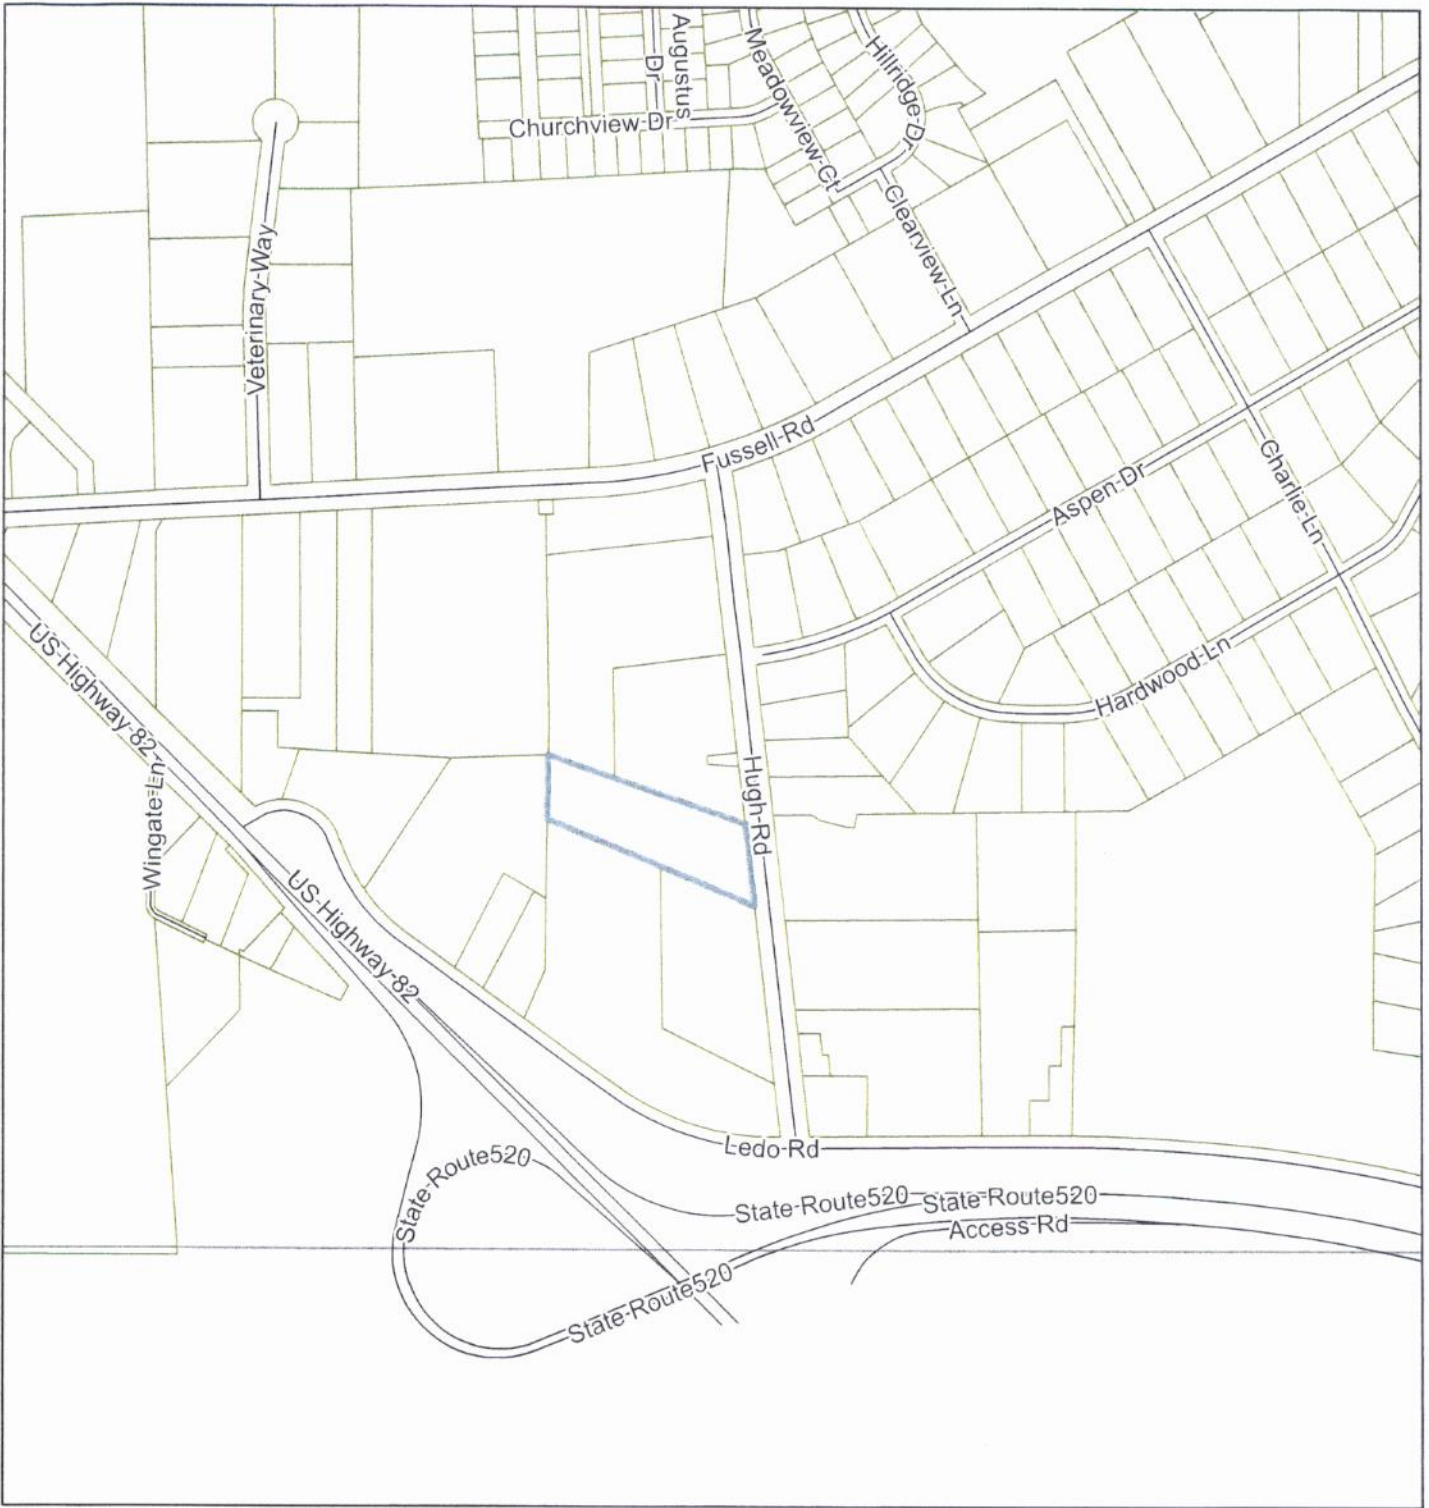 Augustus
Dr
Meadowview-Ct
Hillridge-Dr
Churchview-Dr
Clearview-Ln
Veterinary-Way
Fussell-Rd
Aspen-Dr
Charlie-Ln
Hardwood-Ln
US-Highway-82
Wingate-Ln
Hugh-Rd
US-Highway-82
Ledo-Rd
State-Route520
State-Route520
State-Route520
Access-Rd
State-Route520